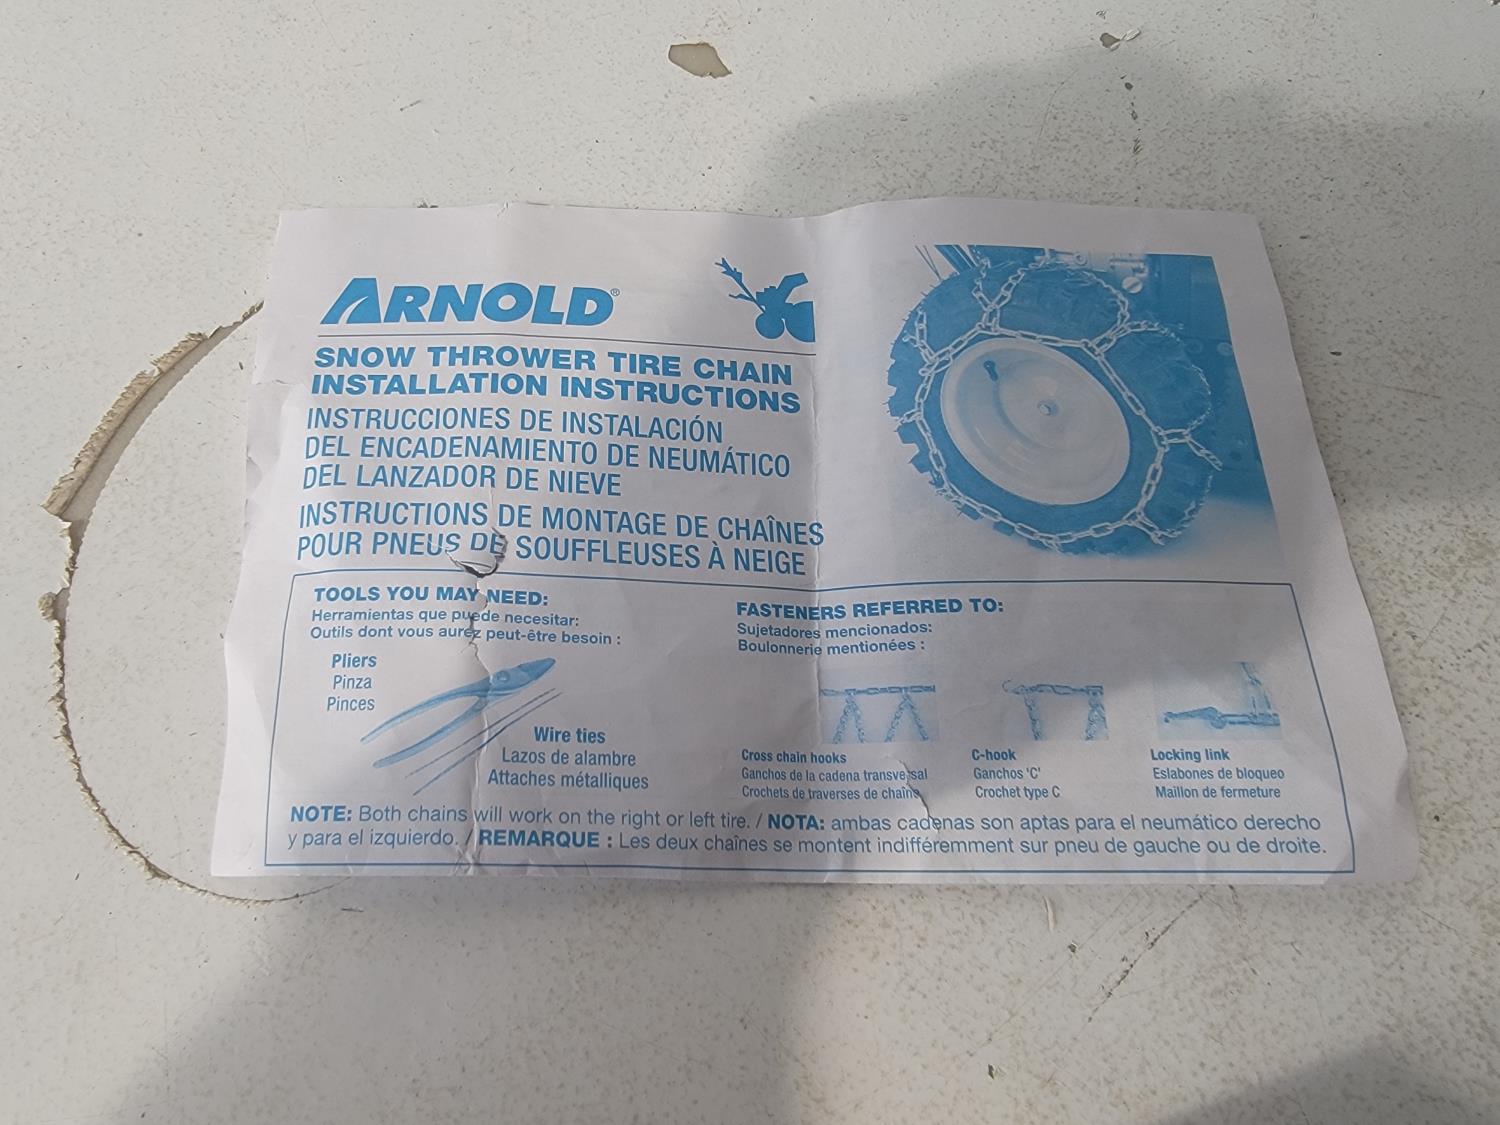 ARNOLD®
SNOW THROWER TIRE CHAIN
INSTALLATION INSTRUCTIONS
INSTRUCCIONES DE INSTALACIÓN
DEL ENCADENAMIENTO DE NEUMÁTICO
DEL LANZADOR DE NIEVE
INSTRUCTIONS DE MONTAGE DE CHAÎNES
POUR PNEUS DE SOUFFLEUSES À NEIGE
TOOLS YOU MAY NEED:
Herramientas que puede necesitar:
Outils dont vous aurez peut-être besoin :
Pliers
Pinza
Pinces
Wire ties
Lazos de alambre
Attaches métalliques
FASTENERS REFERRED TO:
Sujetadores mencionados:
Boulonnerie mentionées :
Cross chain hooks
Ganchos de la cadena transversal
Crochets de traverses de chaîne
C-hook
Ganchos 'C'
Crochet type C
Locking link
Eslabones de bloqueo
Maillon de fermeture
NOTE: Both chains will work on the right or left tire. / NOTA: ambas cadenas son aptas para el neumático derecho
y para el izquierdo. / REMARQUE : Les deux chaînes se montent indifféremment sur pneu de gauche ou de droite.